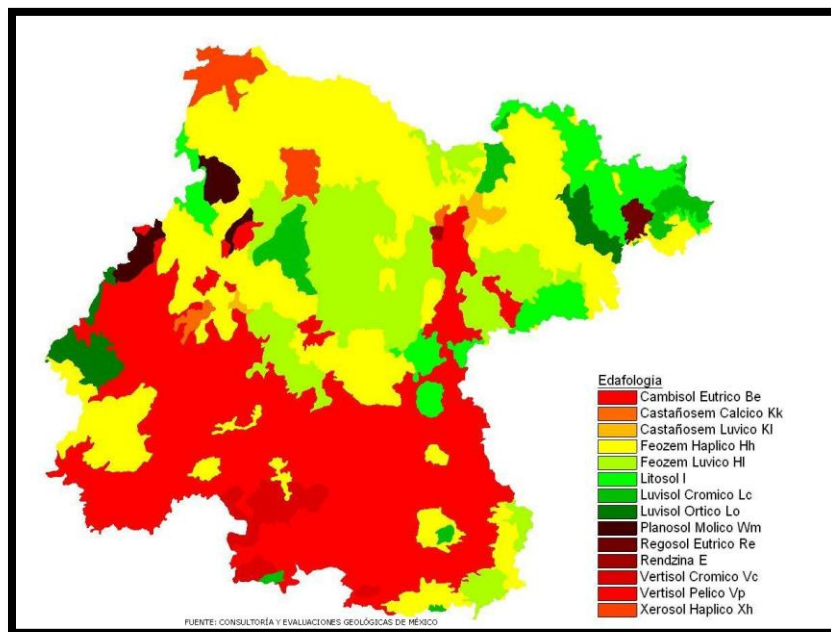 Edafología
Cambisol Eutrico Be
Castañosem Calcico Kk
Castañosem Luvico Kl
Feozem Haplico Hh
Feozem Luvico Hl
Litosol I
Luvisol Cromico Lc
Luvisol Ortico Lo
Planosol Molico Wm
Regosol Eutrico Re
Rendzina E
Vertisol Cromico Vc
Vertisol Pelico Vp
Xerosol Haplico Xh
FUENTE: CONSULTORÍA Y EVALUACIONES GEOLÓGICAS DE MÉXICO